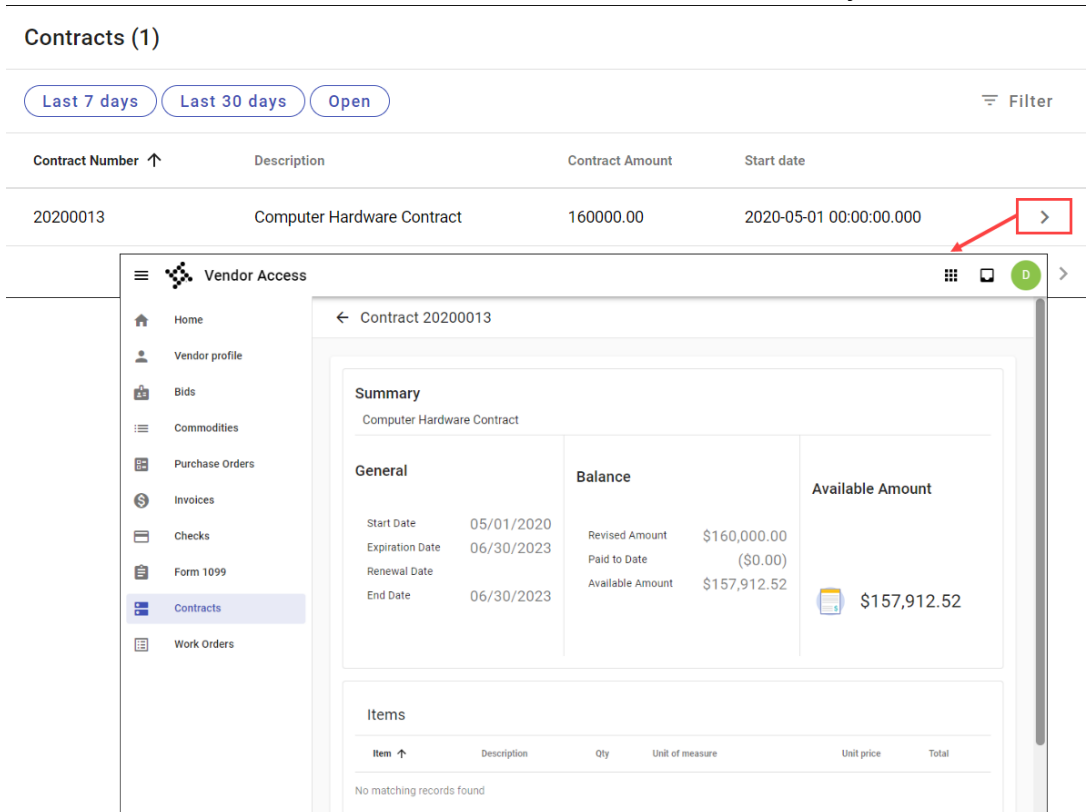 Contracts (1)
Last 7 days Last 30 days Open Filter
Contract Number Description Contract Amount Start date
20200013 Computer Hardware Contract 160000.00 2020-05-01 00:00:00.000
Vendor Access D
Home
Vendor profile
Bids
Commodities
Purchase Orders
Invoices
Checks
Form 1099
Contracts
Work Orders
Contract 20200013
Summary
Computer Hardware Contract
General
Start Date 05/01/2020
Expiration Date 06/30/2023
Renewal Date
End Date 06/30/2023
Balance
Revised Amount $160,000.00
Paid to Date ($0.00)
Available Amount $157,912.52
Available Amount
$157,912.52
Items
Item Description Qty Unit of measure Unit price Total
No matching records found